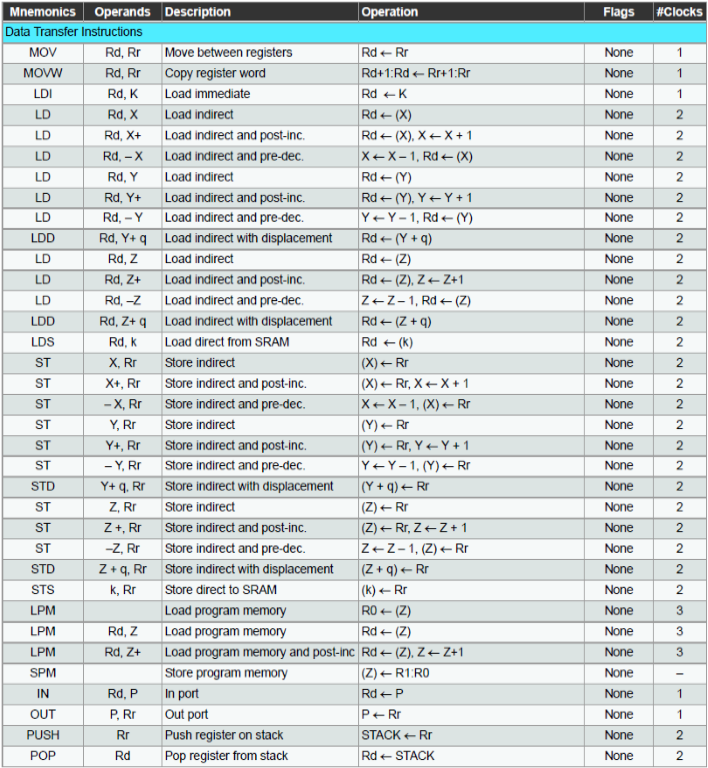 Mnemonics Operands Description Operation Flags #Clocks
Data Transfer Instructions
MOV Rd, Rr Move between registers Rd ← Rr None 1
MOVW Rd, Rr Copy register word Rd+1:Rd ← Rr+1:Rr None 1
LDI Rd, K Load immediate Rd ← K None 1
LD Rd, X Load indirect Rd ← (X) None 2
LD Rd, X+ Load indirect and post-inc. Rd ← (X), X ← X + 1 None 2
LD Rd, – X Load indirect and pre-dec. X ← X – 1, Rd ← (X) None 2
LD Rd, Y Load indirect Rd ← (Y) None 2
LD Rd, Y+ Load indirect and post-inc. Rd ← (Y), Y ← Y + 1 None 2
LD Rd, – Y Load indirect and pre-dec. Y ← Y – 1, Rd ← (Y) None 2
LDD Rd, Y+ q Load indirect with displacement Rd ← (Y + q) None 2
LD Rd, Z Load indirect Rd ← (Z) None 2
LD Rd, Z+ Load indirect and post-inc. Rd ← (Z), Z ← Z+1 None 2
LD Rd, –Z Load indirect and pre-dec. Z ← Z – 1, Rd ← (Z) None 2
LDD Rd, Z+ q Load indirect with displacement Rd ← (Z + q) None 2
LDS Rd, k Load direct from SRAM Rd ← (k) None 2
ST X, Rr Store indirect (X) ← Rr None 2
ST X+, Rr Store indirect and post-inc. (X) ← Rr, X ← X + 1 None 2
ST – X, Rr Store indirect and pre-dec. X ← X – 1, (X) ← Rr None 2
ST Y, Rr Store indirect (Y) ← Rr None 2
ST Y+, Rr Store indirect and post-inc. (Y) ← Rr, Y ← Y + 1 None 2
ST – Y, Rr Store indirect and pre-dec. Y ← Y – 1, (Y) ← Rr None 2
STD Y+ q, Rr Store indirect with displacement (Y + q) ← Rr None 2
ST Z, Rr Store indirect (Z) ← Rr None 2
ST Z +, Rr Store indirect and post-inc. (Z) ← Rr, Z ← Z + 1 None 2
ST –Z, Rr Store indirect and pre-dec. Z ← Z – 1, (Z) ← Rr None 2
STD Z + q, Rr Store indirect with displacement (Z + q) ← Rr None 2
STS k, Rr Store direct to SRAM (k) ← Rr None 2
LPM Load program memory R0 ← (Z) None 3
LPM Rd, Z Load program memory Rd ← (Z) None 3
LPM Rd, Z+ Load program memory and post-inc Rd ← (Z), Z ← Z+1 None 3
SPM Store program memory (Z) ← R1:R0 None –
IN Rd, P In port Rd ← P None 1
OUT P, Rr Out port P ← Rr None 1
PUSH Rr Push register on stack STACK ← Rr None 2
POP Rd Pop register from stack Rd ← STACK None 2